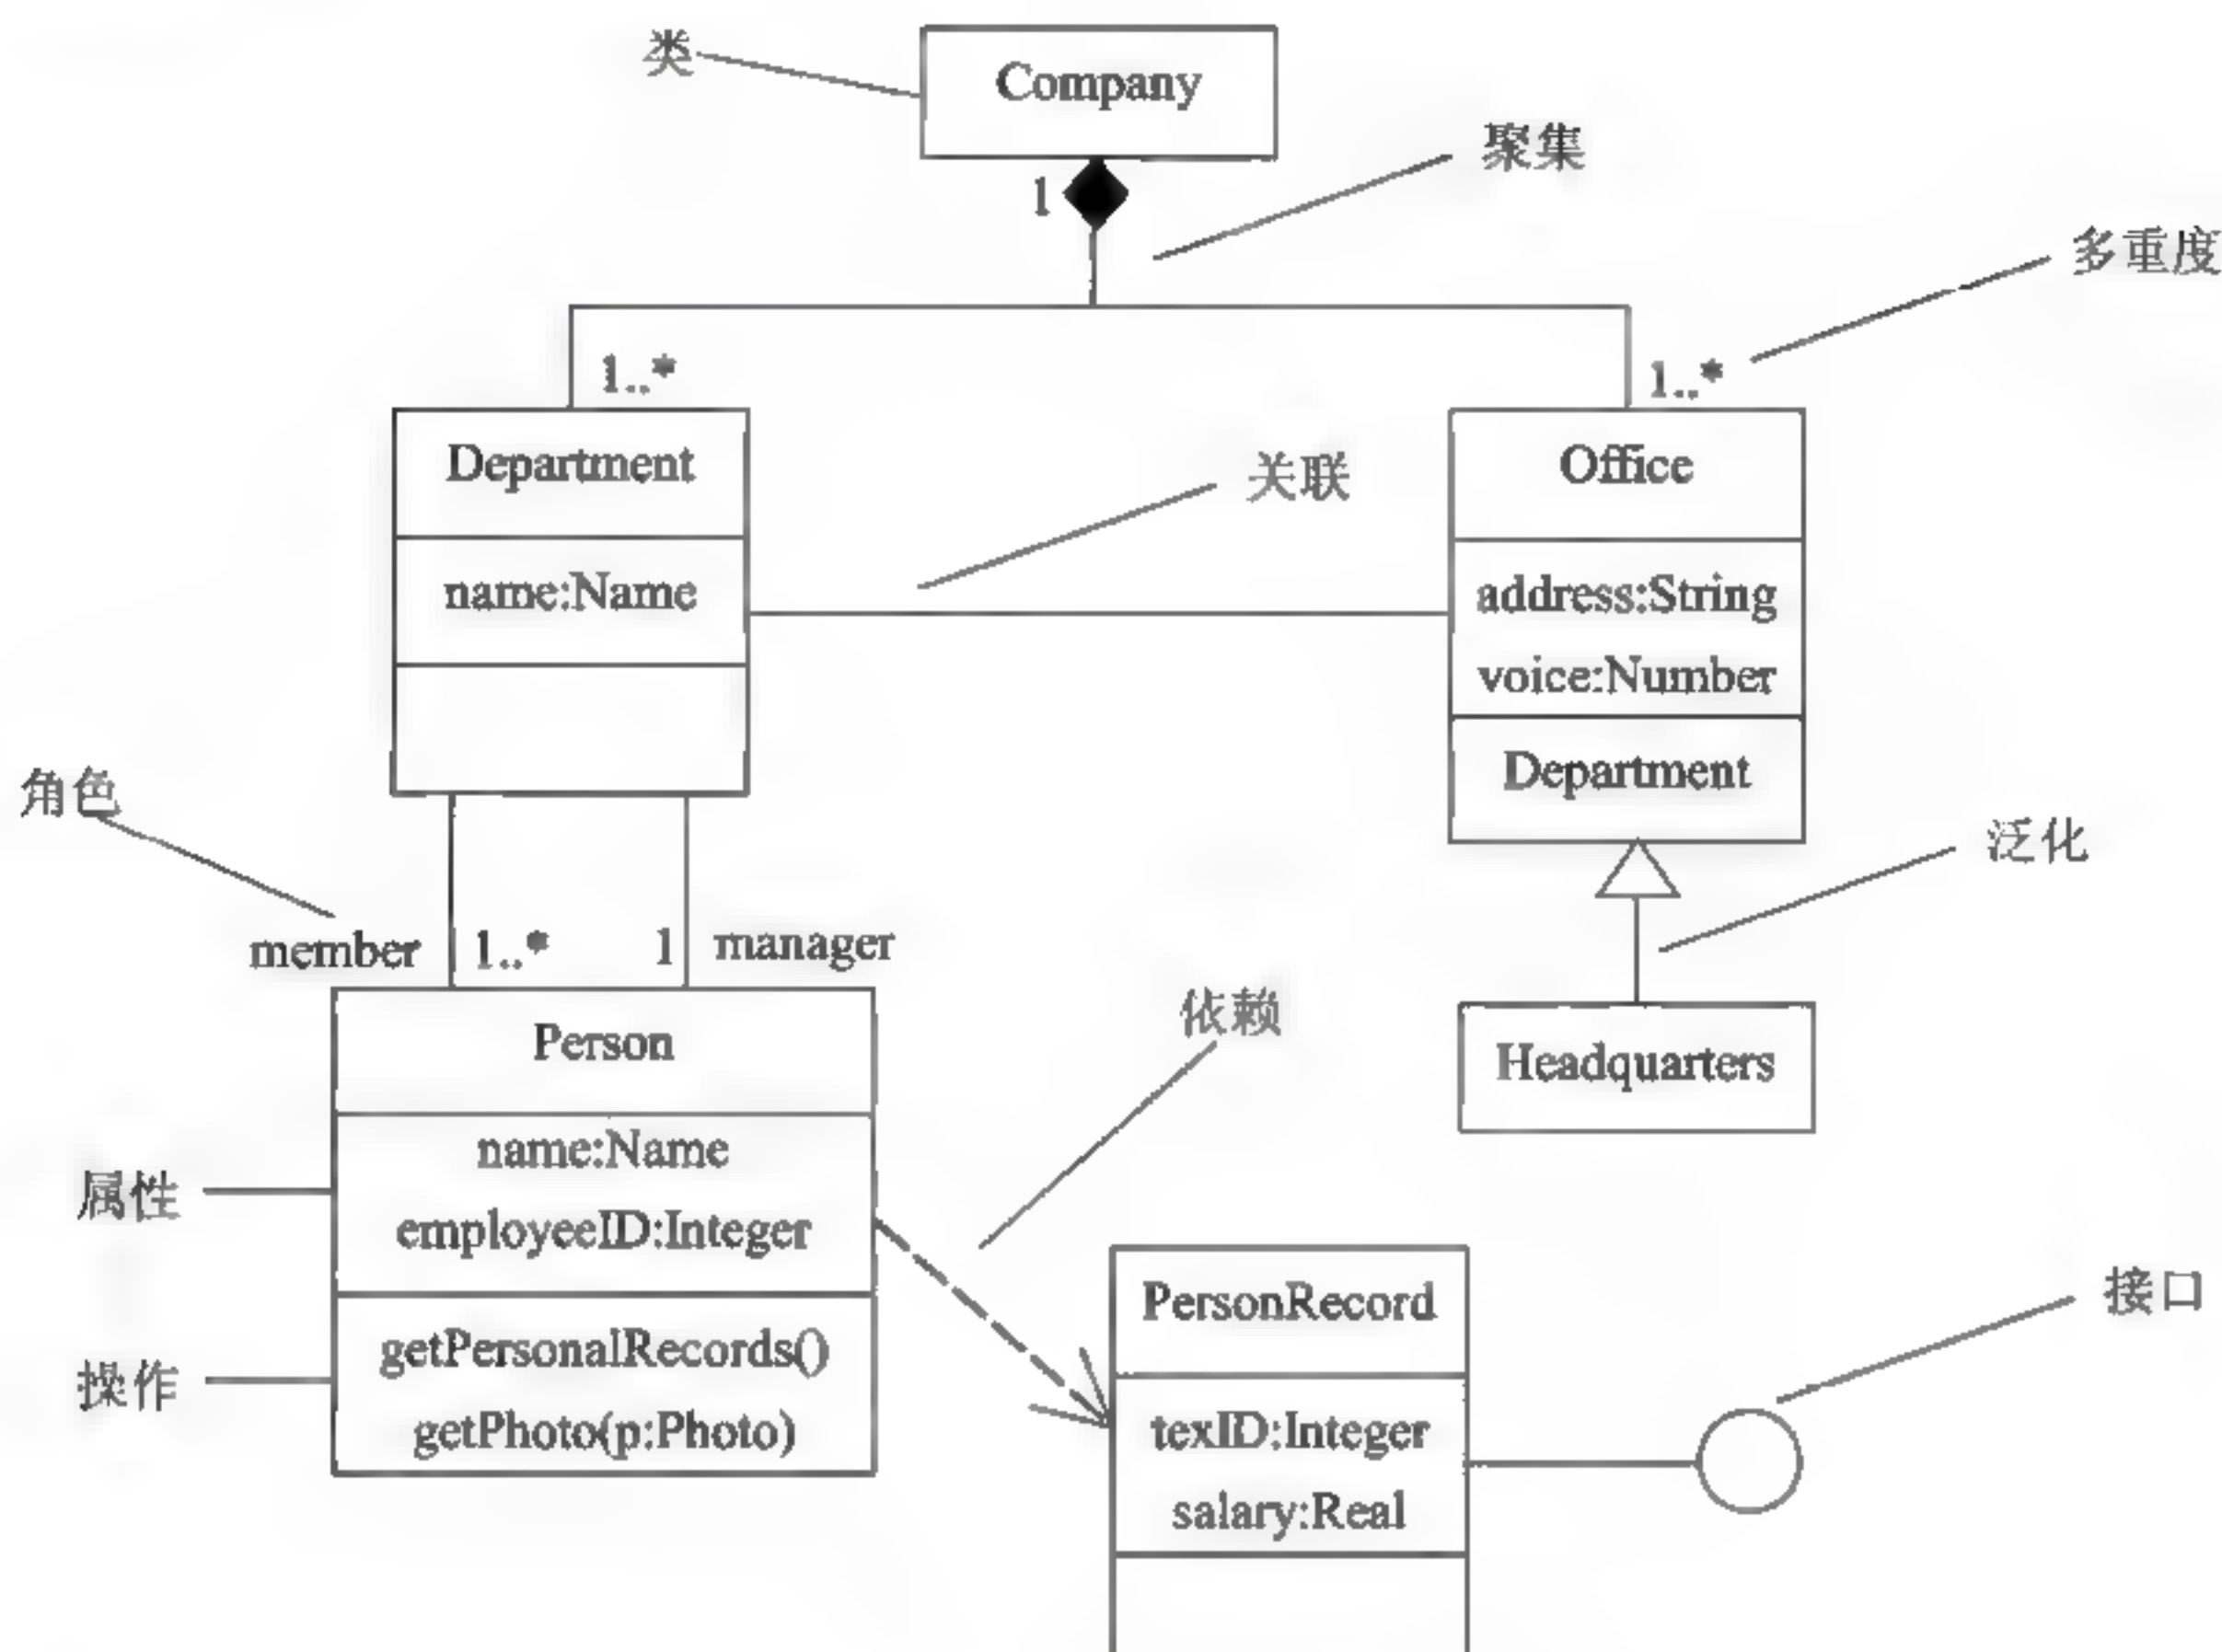 类
Company
聚集
1
多重度
1..*
1..*
Department
关联
Office
name:Name
address:String
voice:Number
Department
角色
泛化
member
1..*
1
manager
依赖
Person
Headquarters
name:Name
属性
employeeID:Integer
接口
PersonRecord
getPersonalRecords()
操作
getPhoto(p:Photo)
texID:Integer
salary:Real